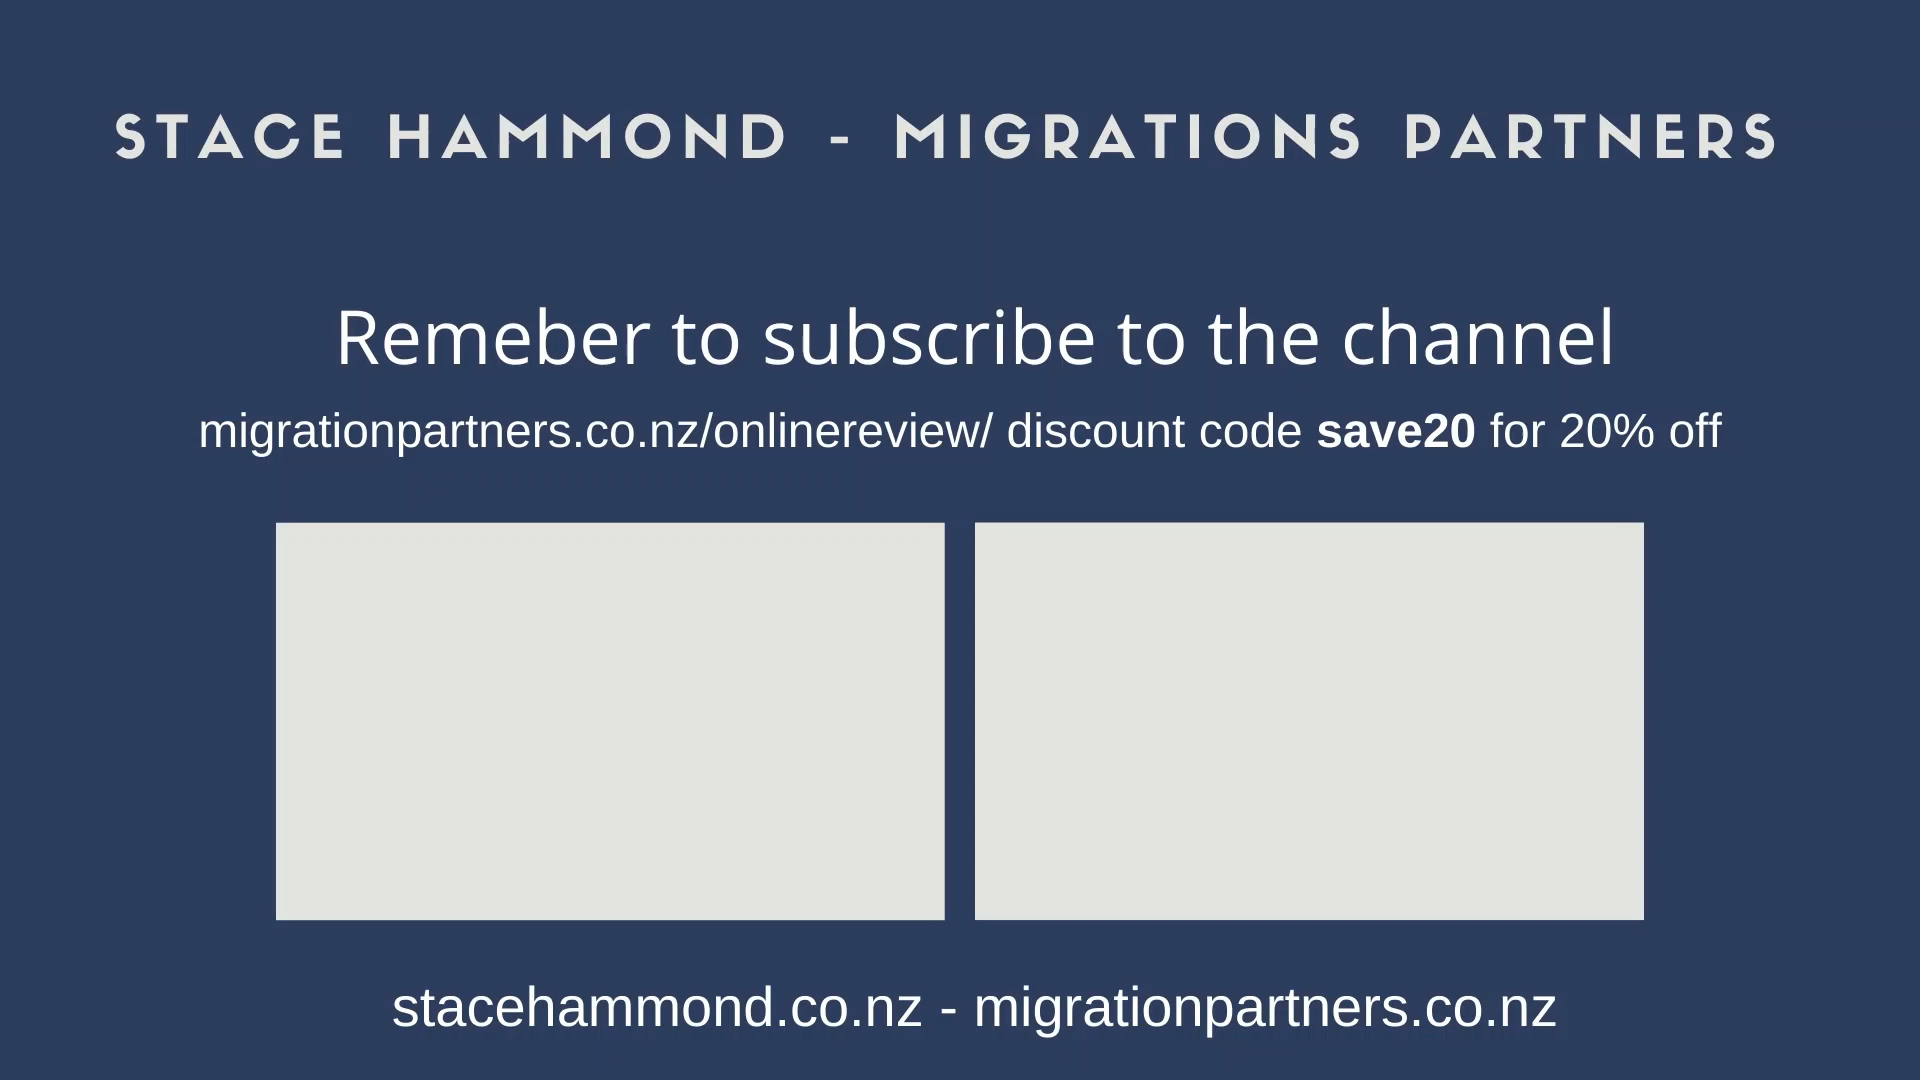 STACE HAMMOND - MIGRATIONS PARTNERS
Remeber to subscribe to the channel
migrationpartners.co.nz/onlinereview/ discount code save20 for 20% off
stacehammond.co.nz - migrationpartners.co.nz